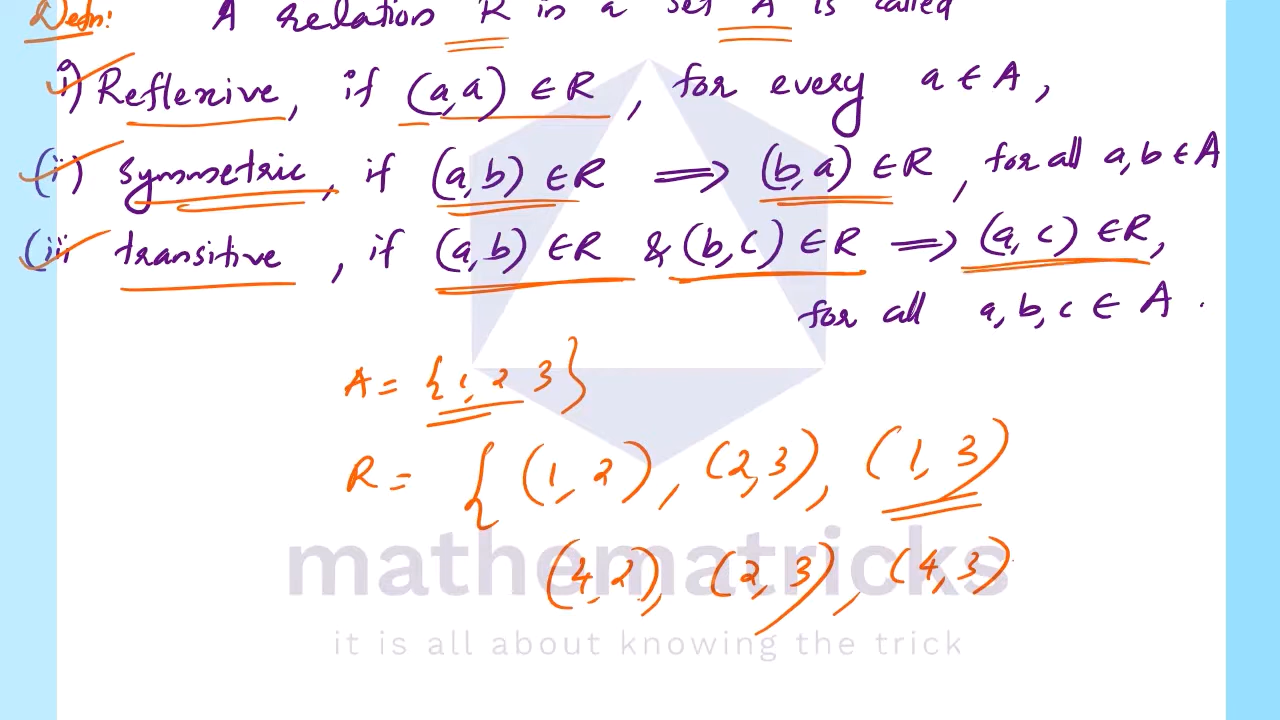 Defn: A relation R in a set A is called
i) Reflexive, if (a,a) ∈ R, for every a ∈ A,
(ii) symmetric, if (a,b) ∈ R ⟹ (b,a) ∈ R, for all a,b ∈ A
(iii transitive, if (a,b) ∈ R & (b,c) ∈ R ⟹ (a,c) ∈ R,
for all a,b,c ∈ A.
A = {1, 2 3}
R = { (1,2), (2,3), (1,3)
(4,2), (2,3), (4,3)
mathematricks
it is all about knowing the trick